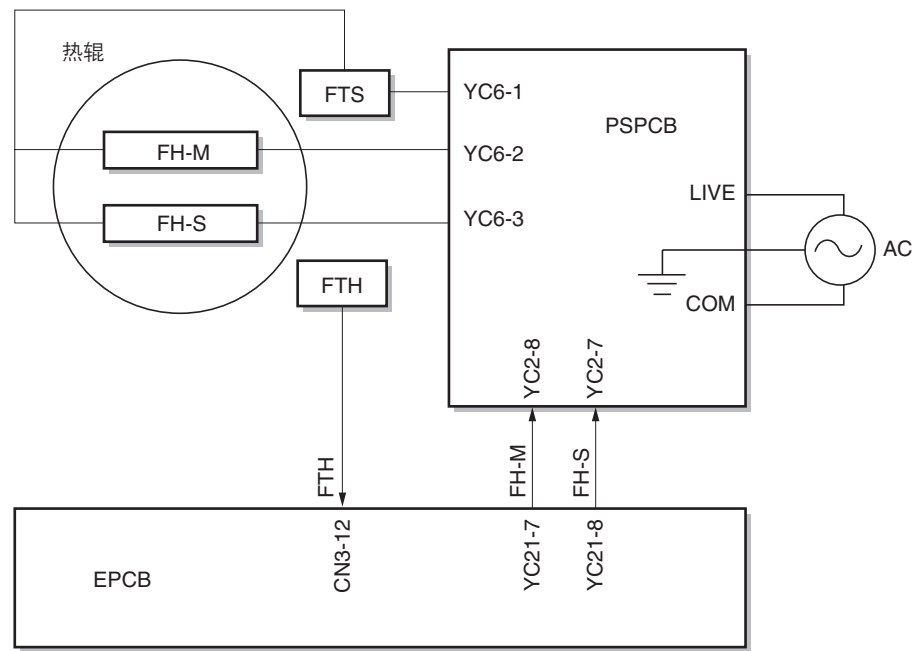 热辊
FTS
YC6-1
PSPCB
FH-M
YC6-2
LIVE
FH-S
YC6-3
AC
FTH
COM
YC2-8
YC2-7
FTH
FH-M
FH-S
EPCB
CN3-12
YC21-7
YC21-8